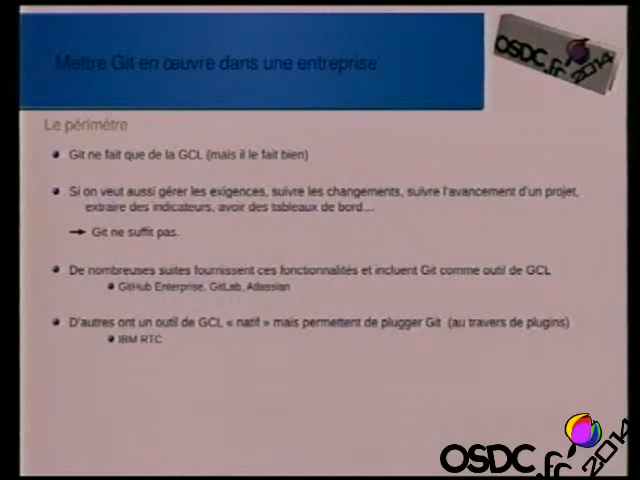 Mettre Git en œuvre dans une entreprise
OSDC.fr 2014
Le périmètre
Git ne fait que de la GCL (mais il le fait bien)
Si on veut aussi gérer les exigences, suivre les changements, suivre l'avancement d'un projet,
extraire des indicateurs, avoir des tableaux de bord...
Git ne suffit pas.
De nombreuses suites fournissent ces fonctionnalités et incluent Git comme outil de GCL
GitHub Enterprise, GitLab, Atlassian
D'autres ont un outil de GCL « natif » mais permettent de plugger Git (au travers de plugins)
IBM RTC
OSDC.fr 2014